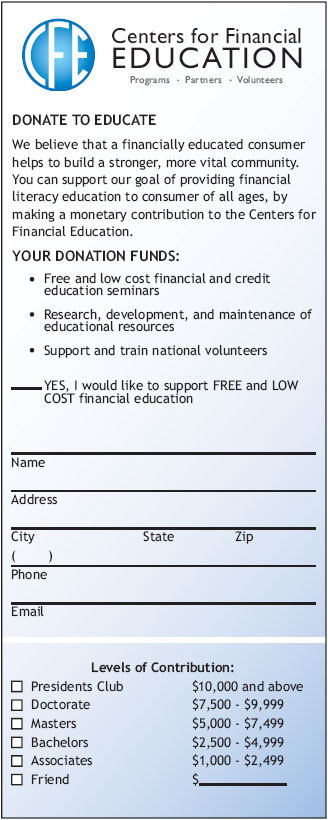 CFE
Centers for Financial
EDUCATION
Programs · Partners · Volunteers
DONATE TO EDUCATE
We believe that a financially educated consumer
helps to build a stronger, more vital community.
You can support our goal of providing financial
literacy education to consumer of all ages, by
making a monetary contribution to the Centers for
Financial Education.
YOUR DONATION FUNDS:
• Free and low cost financial and credit
education seminars
• Research, development, and maintenance of
educational resources
• Support and train national volunteers
YES, I would like to support FREE and LOW
COST financial education
Name
Address
City State Zip
( )
Phone
Email
Levels of Contribution:
Presidents Club $10,000 and above
Doctorate $7,500 - $9,999
Masters $5,000 - $7,499
Bachelors $2,500 - $4,999
Associates $1,000 - $2,499
Friend $